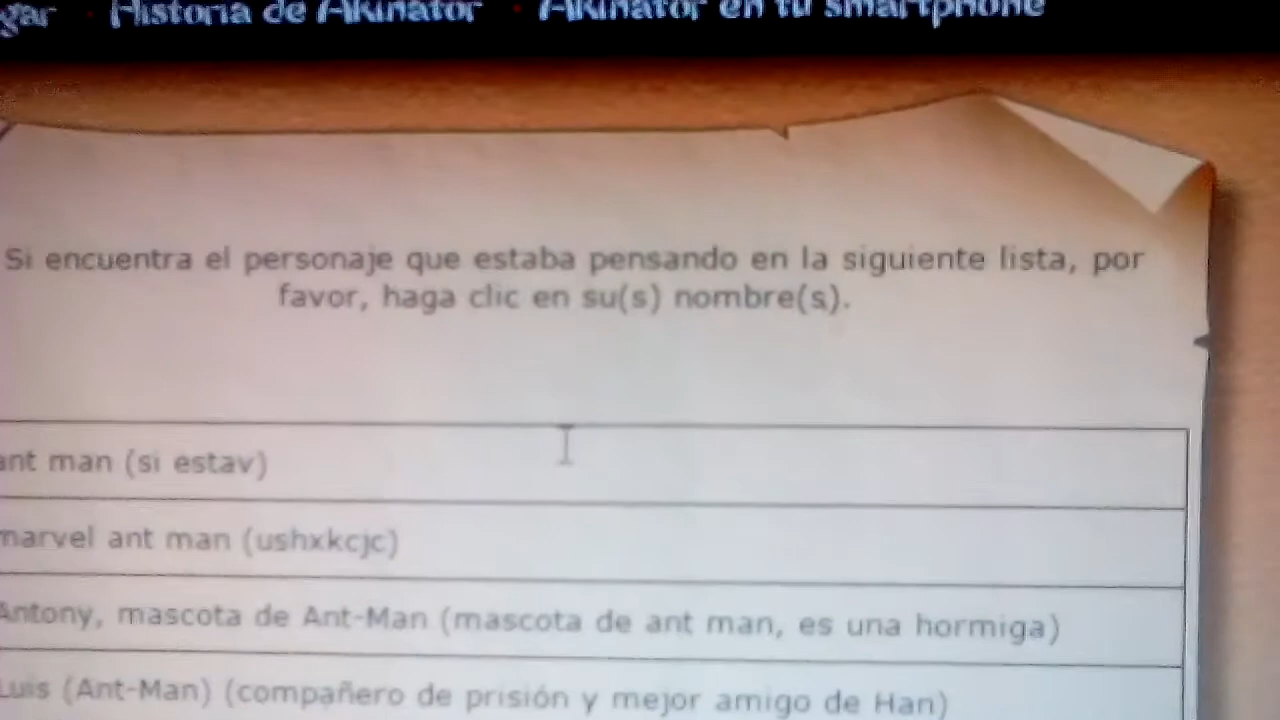 gar · Historia de Akinator · Akinator en tu smartphone
Si encuentra el personaje que estaba pensando en la siguiente lista, por
favor, haga clic en su(s) nombre(s).
ant man (si estav)
marvel ant man (ushxkcjc)
Antony, mascota de Ant-Man (mascota de ant man, es una hormiga)
Luis (Ant-Man) (compañero de prisión y mejor amigo de Han)